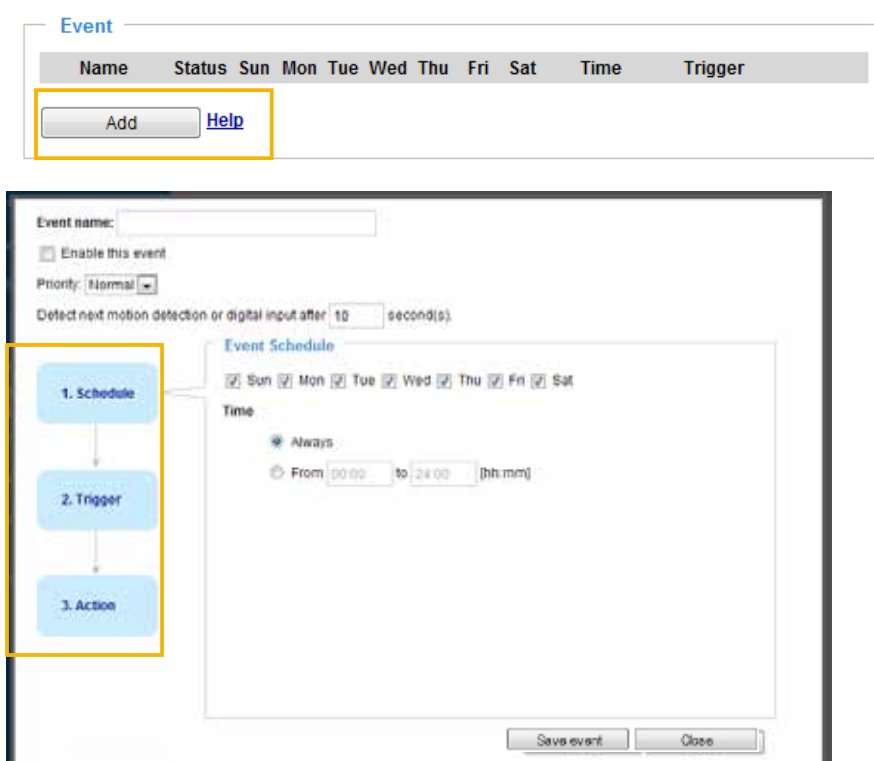 Event
Name Status Sun Mon Tue Wed Thu Fri Sat Time Trigger
Add Help
Event name:
Enable this event
Priority: Normal
Detect next motion detection or digital input after 10 second(s).
Event Schedule
1. Schedule
Sun Mon Tue Wed Thu Fri Sat
Time
Always
From 00:00 to 24:00 [hh:mm]
2. Trigger
3. Action
Save event Close